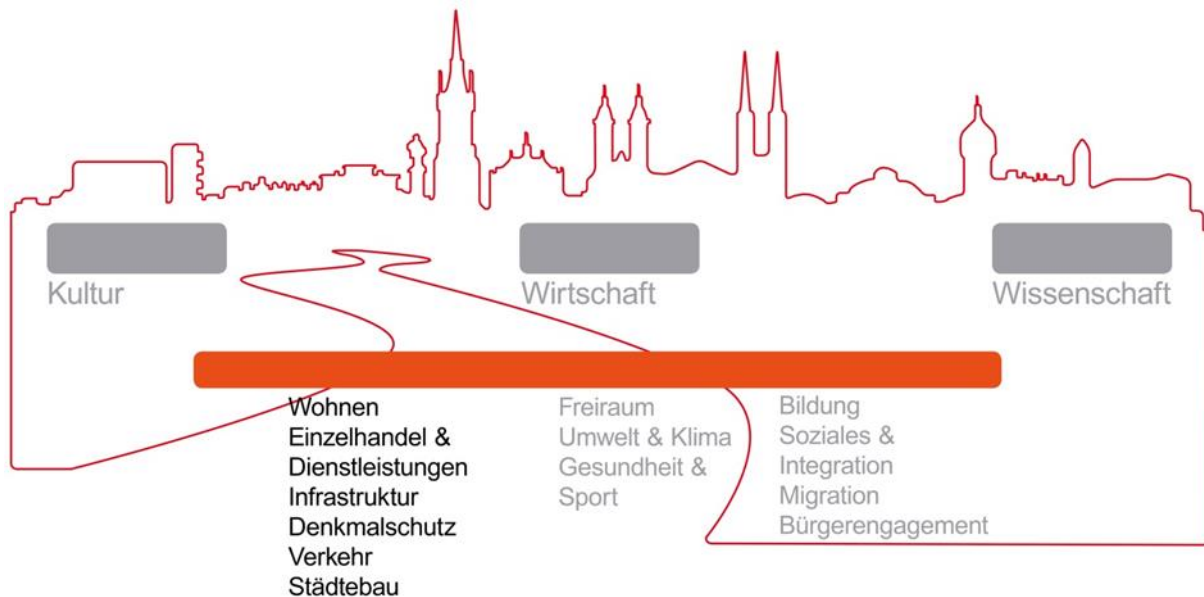 Kultur
Wirtschaft
Wissenschaft
Wohnen
Einzelhandel &
Dienstleistungen
Infrastruktur
Denkmalschutz
Verkehr
Städtebau
Freiraum
Umwelt & Klima
Gesundheit &
Sport
Bildung
Soziales &
Integration
Migration
Bürgerengagement